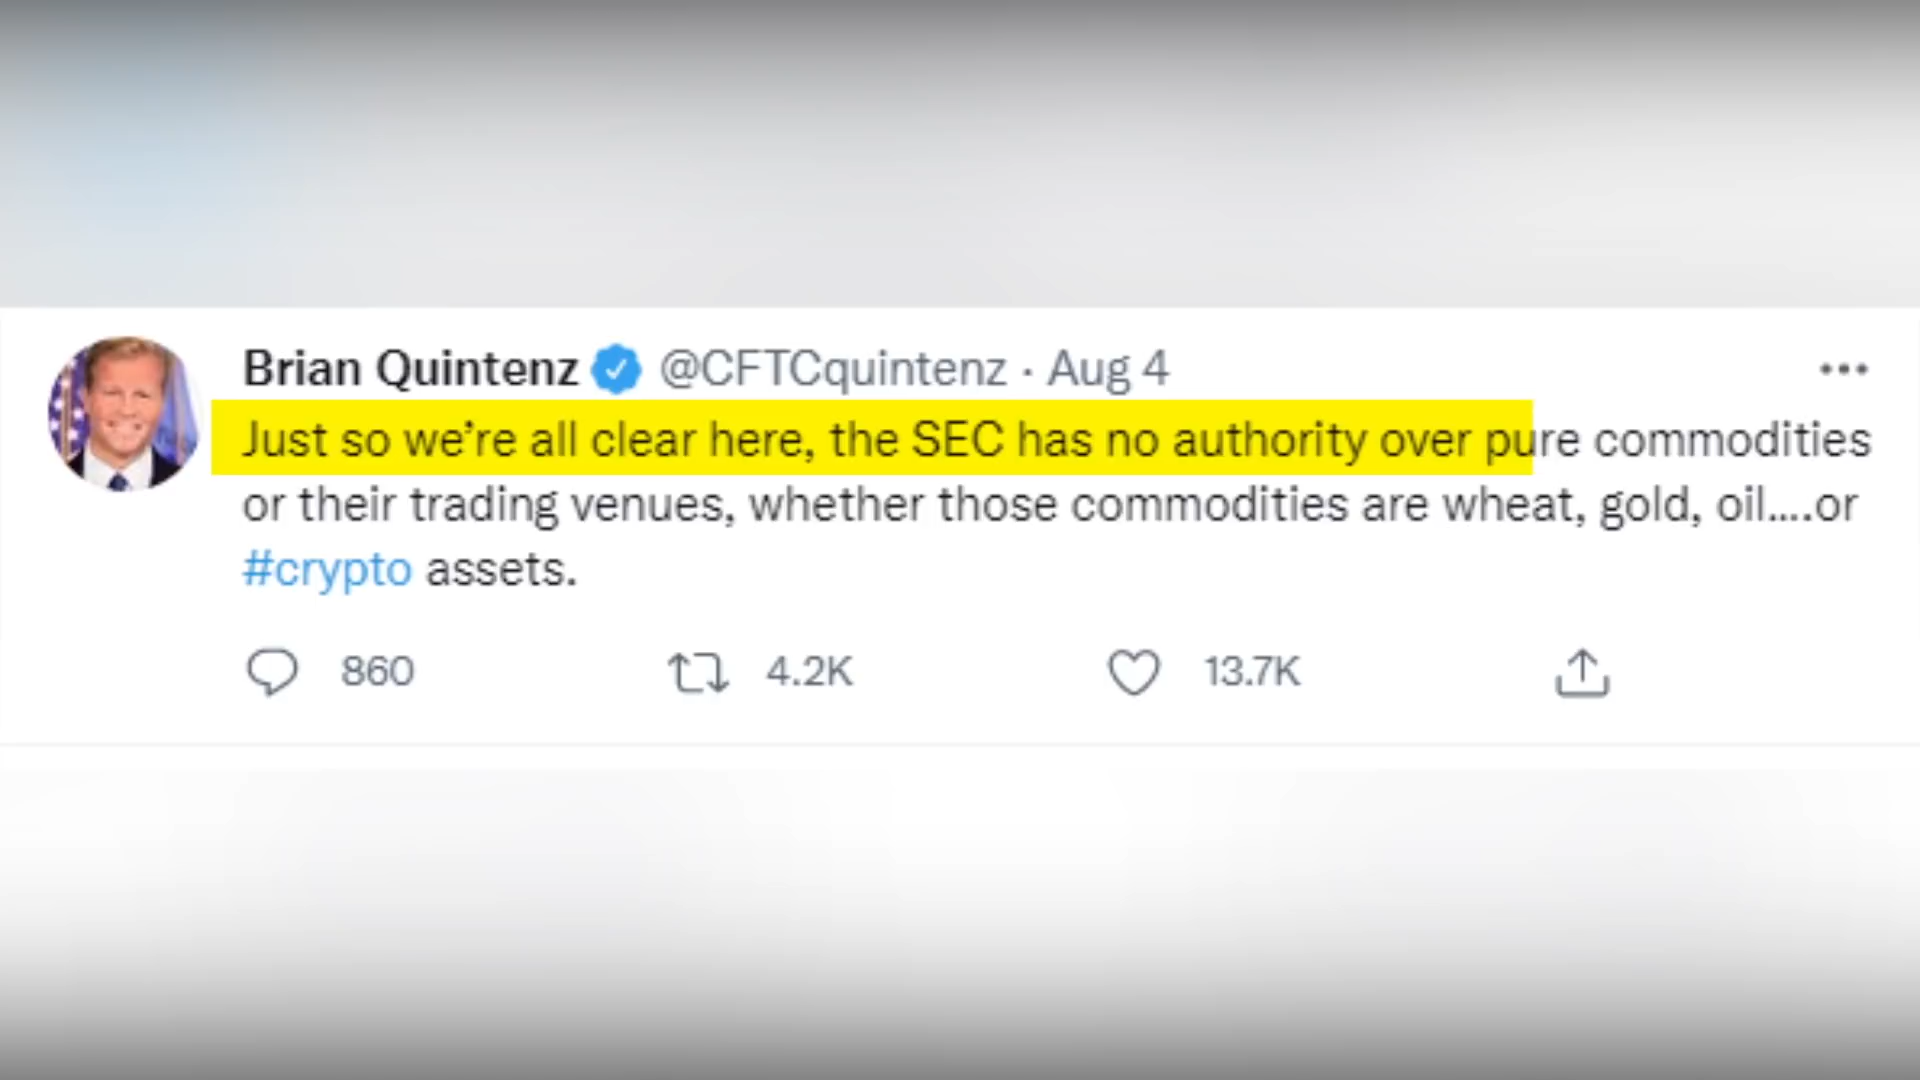 Brian Quintenz @CFTCquintenz · Aug 4
Just so we're all clear here, the SEC has no authority over pure commodities
or their trading venues, whether those commodities are wheat, gold, oil....or
#crypto assets.
860 4.2K 13.7K